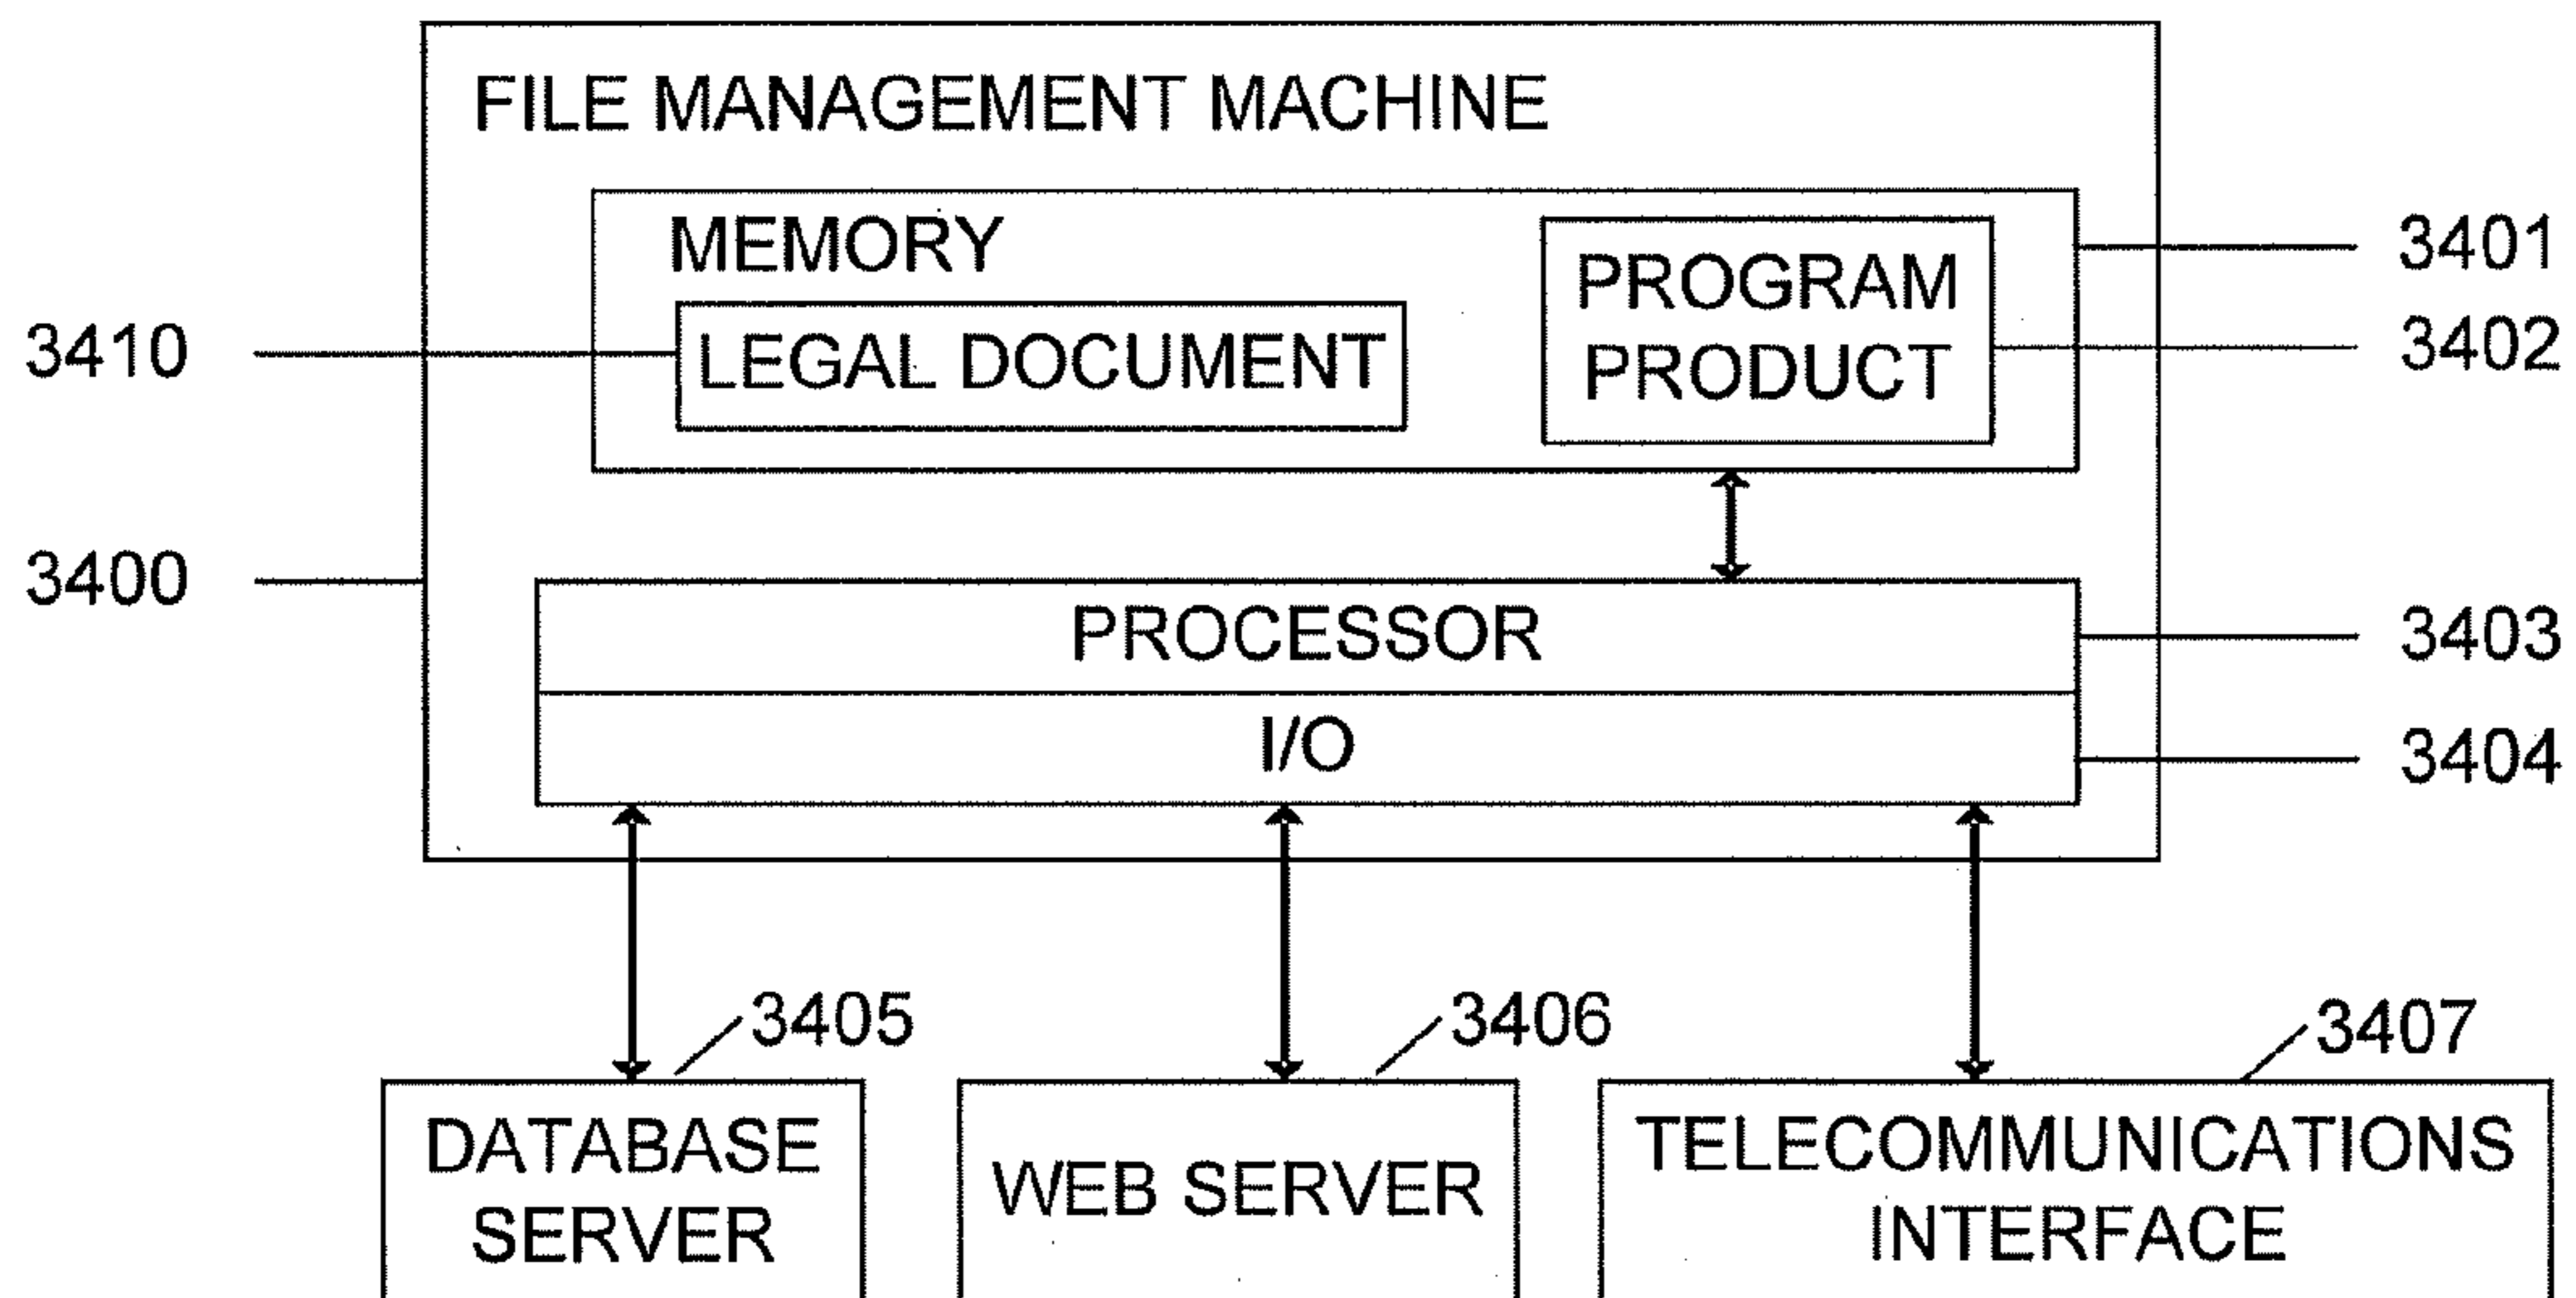 FILE MANAGEMENT MACHINE
MEMORY
PROGRAM
PRODUCT
LEGAL DOCUMENT
3401
3402
3410
3400
PROCESSOR
3403
I/O
3404
3405
3406
3407
DATABASE
SERVER
WEB SERVER
TELECOMMUNICATIONS
INTERFACE